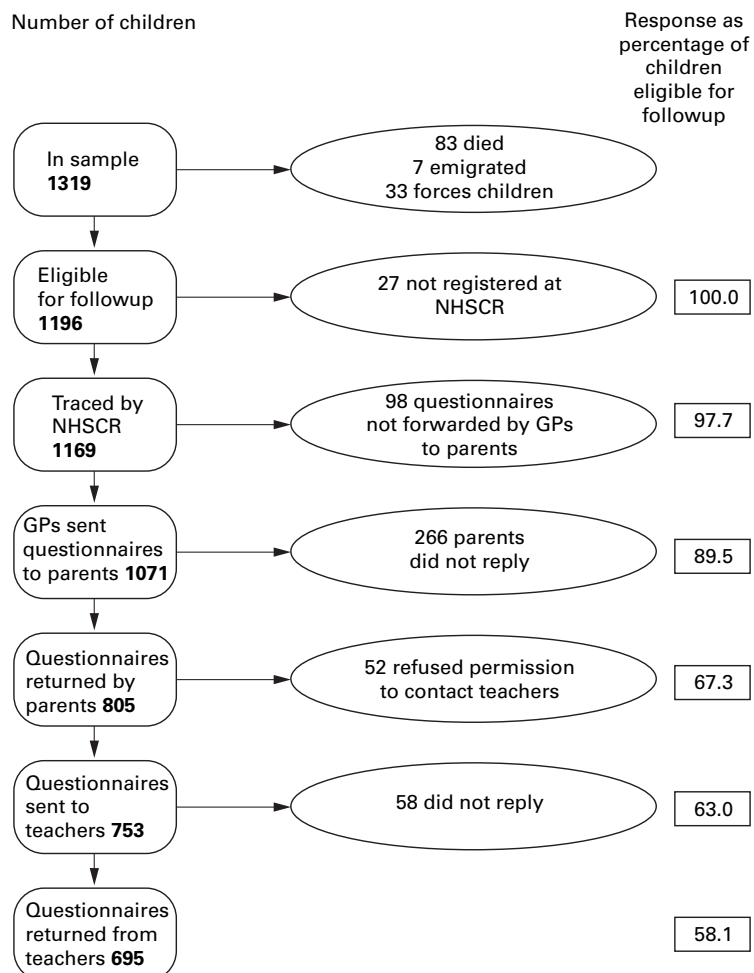 Number of children
Response as
percentage of
children
eligible for
followup
In sample
1319
83 died
7 emigrated
33 forces children
Eligible
for followup
1196
27 not registered at
NHSCR
100.0
Traced by
NHSCR
1169
98 questionnaires
not forwarded by GPs
to parents
97.7
GPs sent
questionnaires
to parents 1071
266 parents
did not reply
89.5
Questionnaires
returned by
parents 805
52 refused permission
to contact teachers
67.3
Questionnaires
sent to
teachers 753
58 did not reply
63.0
Questionnaires
returned from
teachers 695
58.1